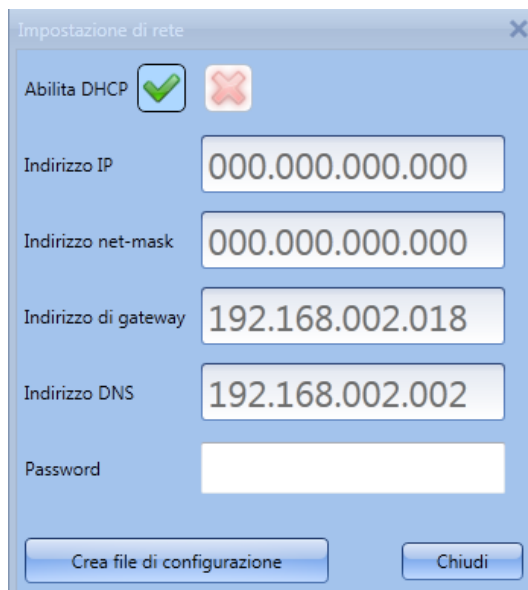 Impostazione di rete
Abilita DHCP
Indirizzo IP 000.000.000.000
Indirizzo net-mask 000.000.000.000
Indirizzo di gateway 192.168.002.018
Indirizzo DNS 192.168.002.002
Password
Crea file di configurazione Chiudi